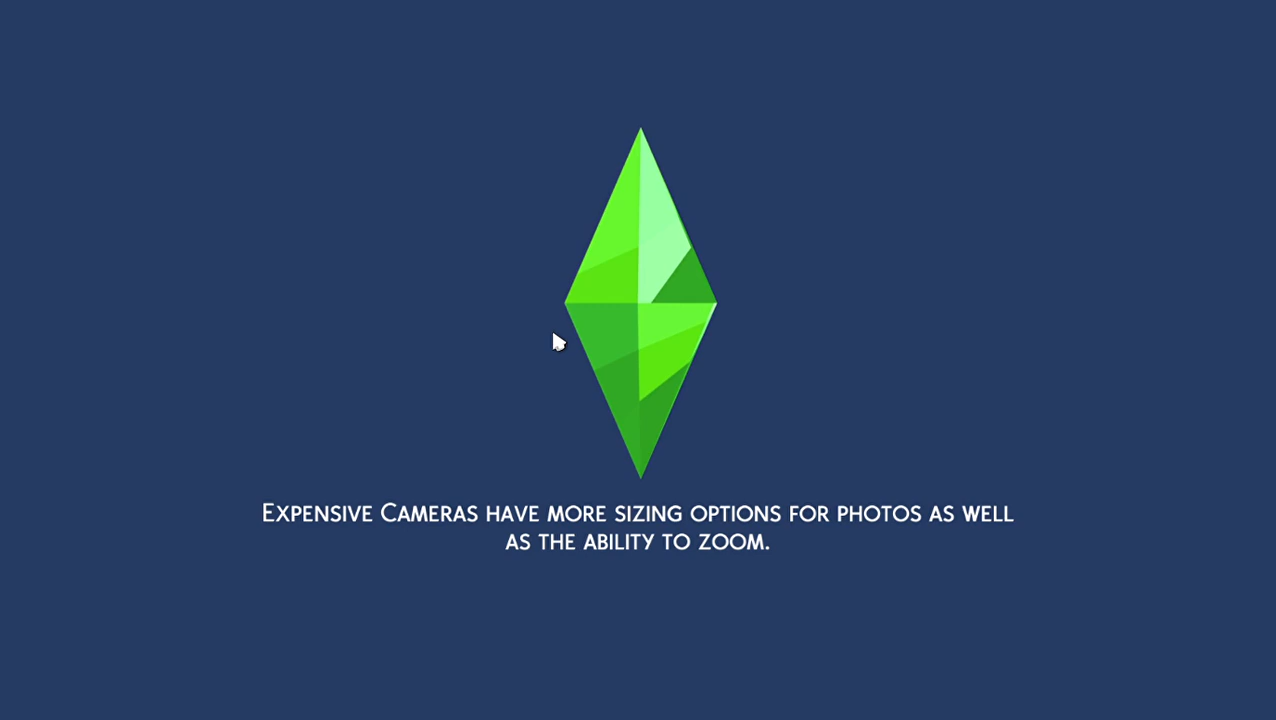 Expensive Cameras have more sizing options for photos as well
as the ability to zoom.